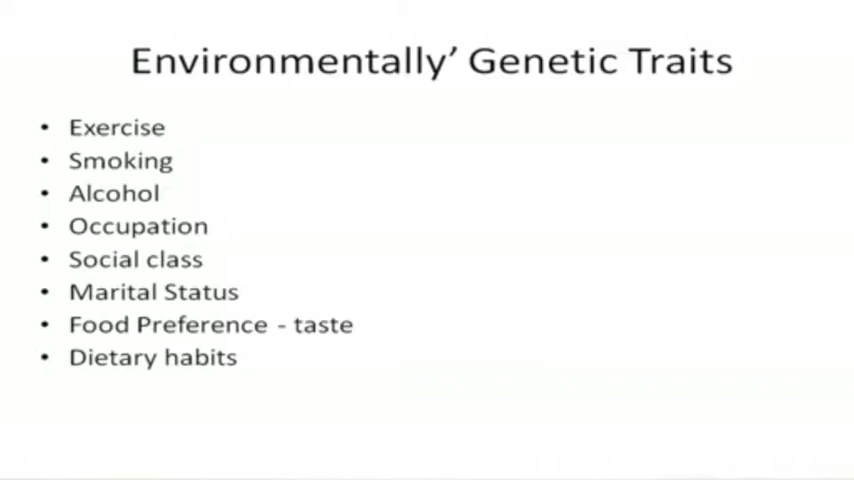 Environmentally’ Genetic Traits
• Exercise
• Smoking
• Alcohol
• Occupation
• Social class
• Marital Status
• Food Preference - taste
• Dietary habits